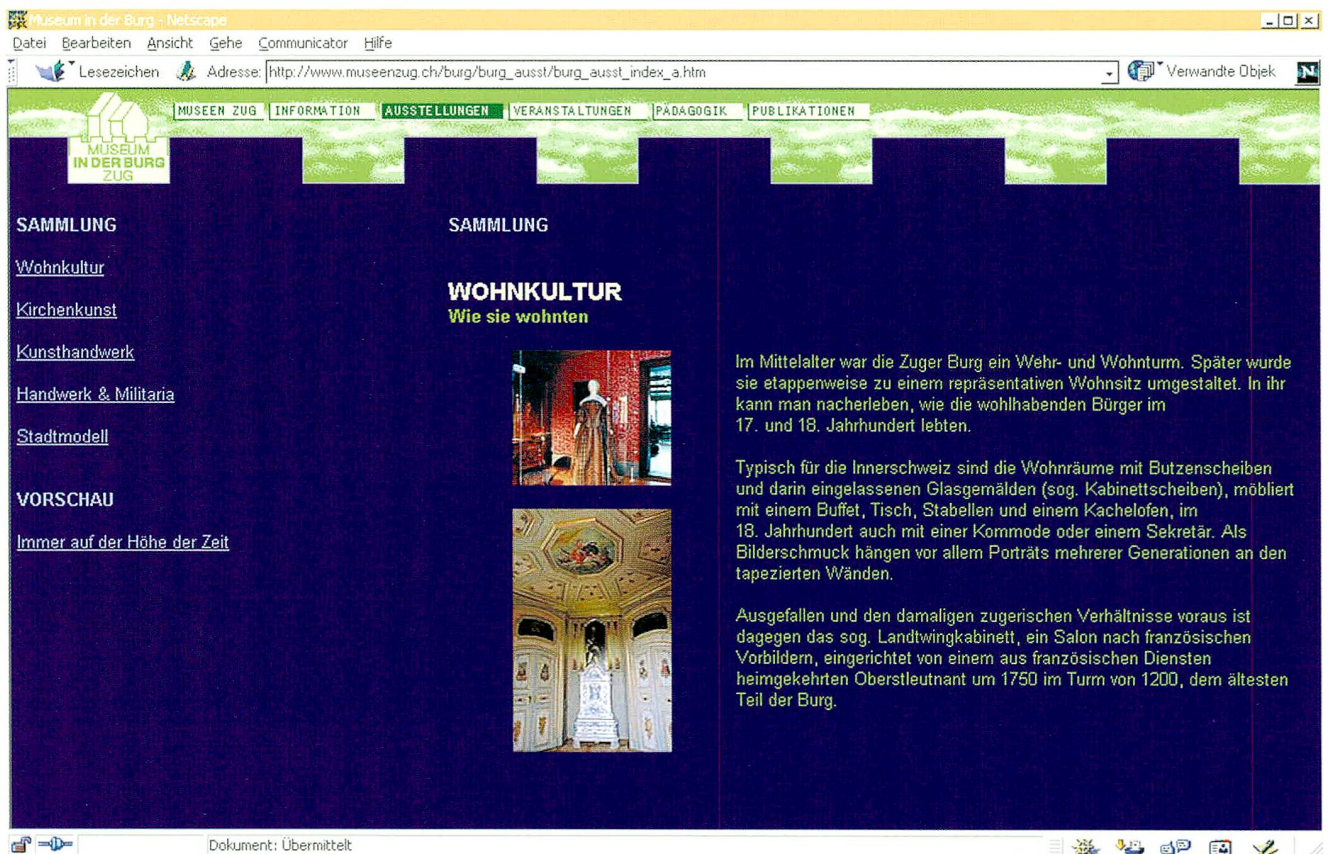 Museum in der Burg - Netscape
Datei Bearbeiten Ansicht Gehe Communicator Hilfe
Lesezeichen Adresse: http://www.museenzug.ch/burg/burg_ausst/burg_ausst_index_a.htm Verwandte Objek
N
MUSEEN ZUG INFORMATION AUSSTELLUNGEN VERANSTALTUNGEN PÄDAGOGIK PUBLIKATIONEN
MUSEUM
IN DER BURG
ZUG
SAMMLUNG
Wohnkultur
Kirchenkunst
Kunsthandwerk
Handwerk & Militaria
Stadtmodell
VORSCHAU
Immer auf der Höhe der Zeit
SAMMLUNG
WOHNKULTUR
Wie sie wohnten
Im Mittelalter war die Zuger Burg ein Wehr- und Wohnturm. Später wurde
sie etappenweise zu einem repräsentativen Wohnsitz umgestaltet. In ihr
kann man nacherleben, wie die wohlhabenden Bürger im
17. und 18. Jahrhundert lebten.
Typisch für die Innerschweiz sind die Wohnräume mit Butzenscheiben
und darin eingelassenen Glasgemälden (sog. Kabinettscheiben), möbliert
mit einem Buffet, Tisch, Stabellen und einem Kachelofen, im
18. Jahrhundert auch mit einer Kommode oder einem Sekretär. Als
Bilderschmuck hängen vor allem Porträts mehrerer Generationen an den
tapezierten Wänden.
Ausgefallen und den damaligen zugerischen Verhältnisse voraus ist
dagegen das sog. Landtwingkabinett, ein Salon nach französischen
Vorbildern, eingerichtet von einem aus französischen Diensten
heimgekehrten Oberstleutnant um 1750 im Turm von 1200, dem ältesten
Teil der Burg.
Dokument: Übermittelt